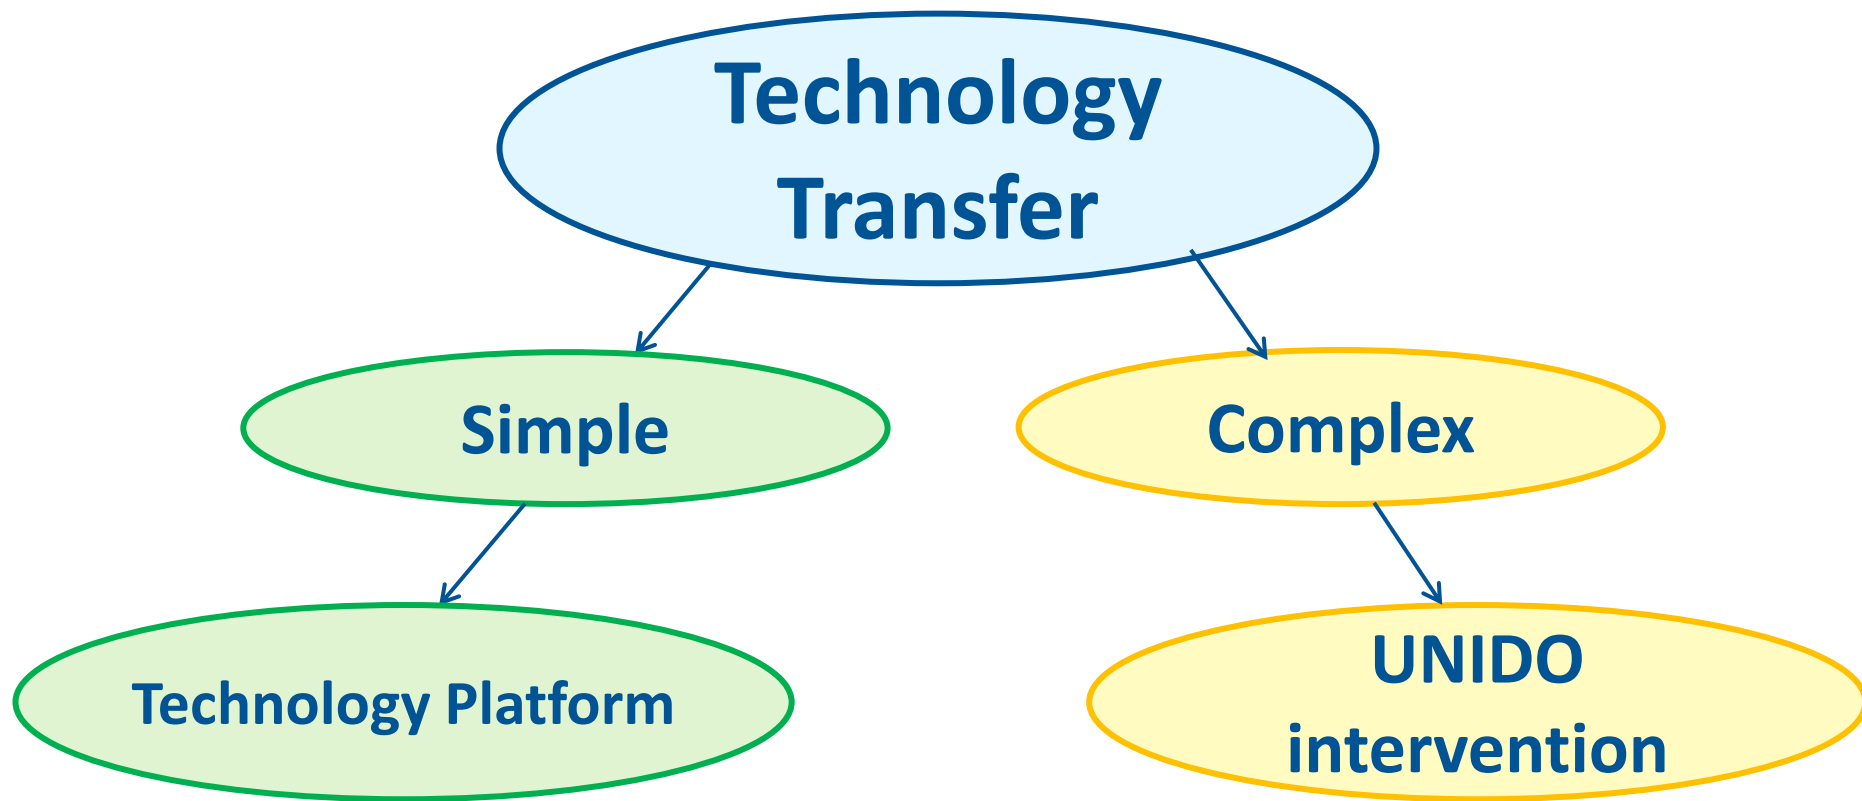 Technology
Transfer
Simple
Complex
Technology Platform
UNIDO
intervention